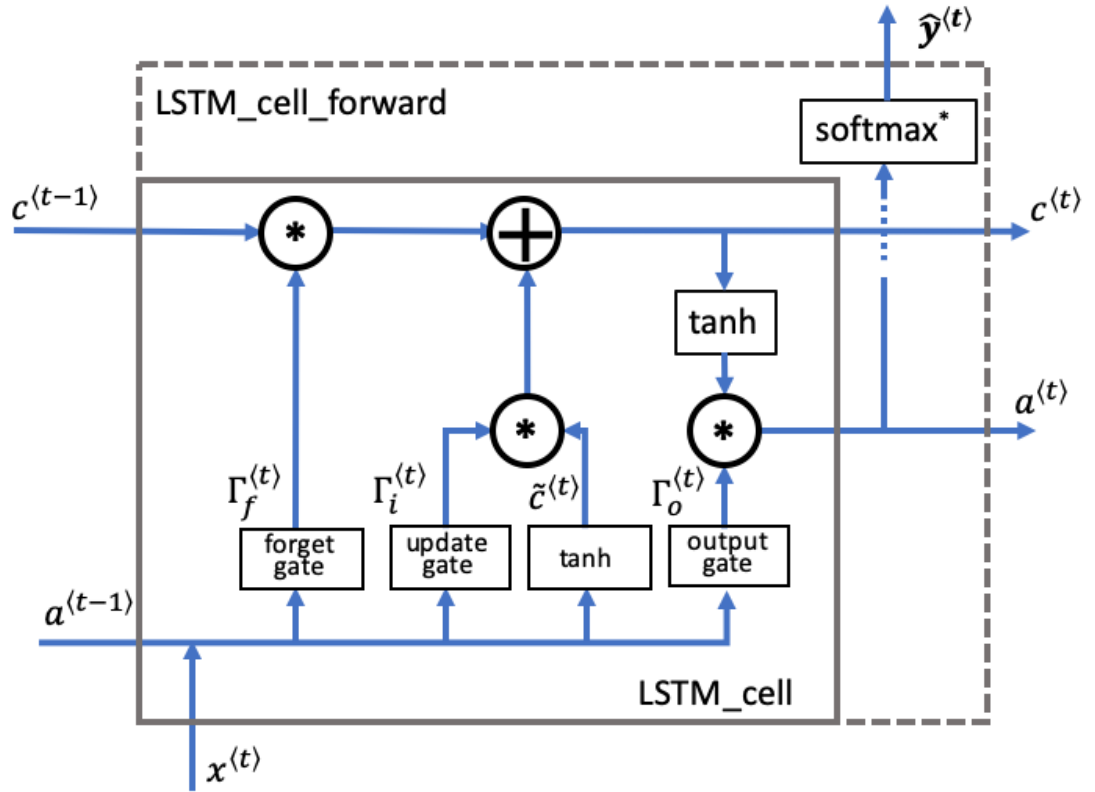 ŷ⟨t⟩
LSTM_cell_forward
softmax*
c⟨t−1⟩
*
+
c⟨t⟩
tanh
a⟨t⟩
*
*
Γf⟨t⟩
Γi⟨t⟩
c̃⟨t⟩
Γo⟨t⟩
forget
gate
update
gate
tanh
output
gate
a⟨t−1⟩
LSTM_cell
x⟨t⟩